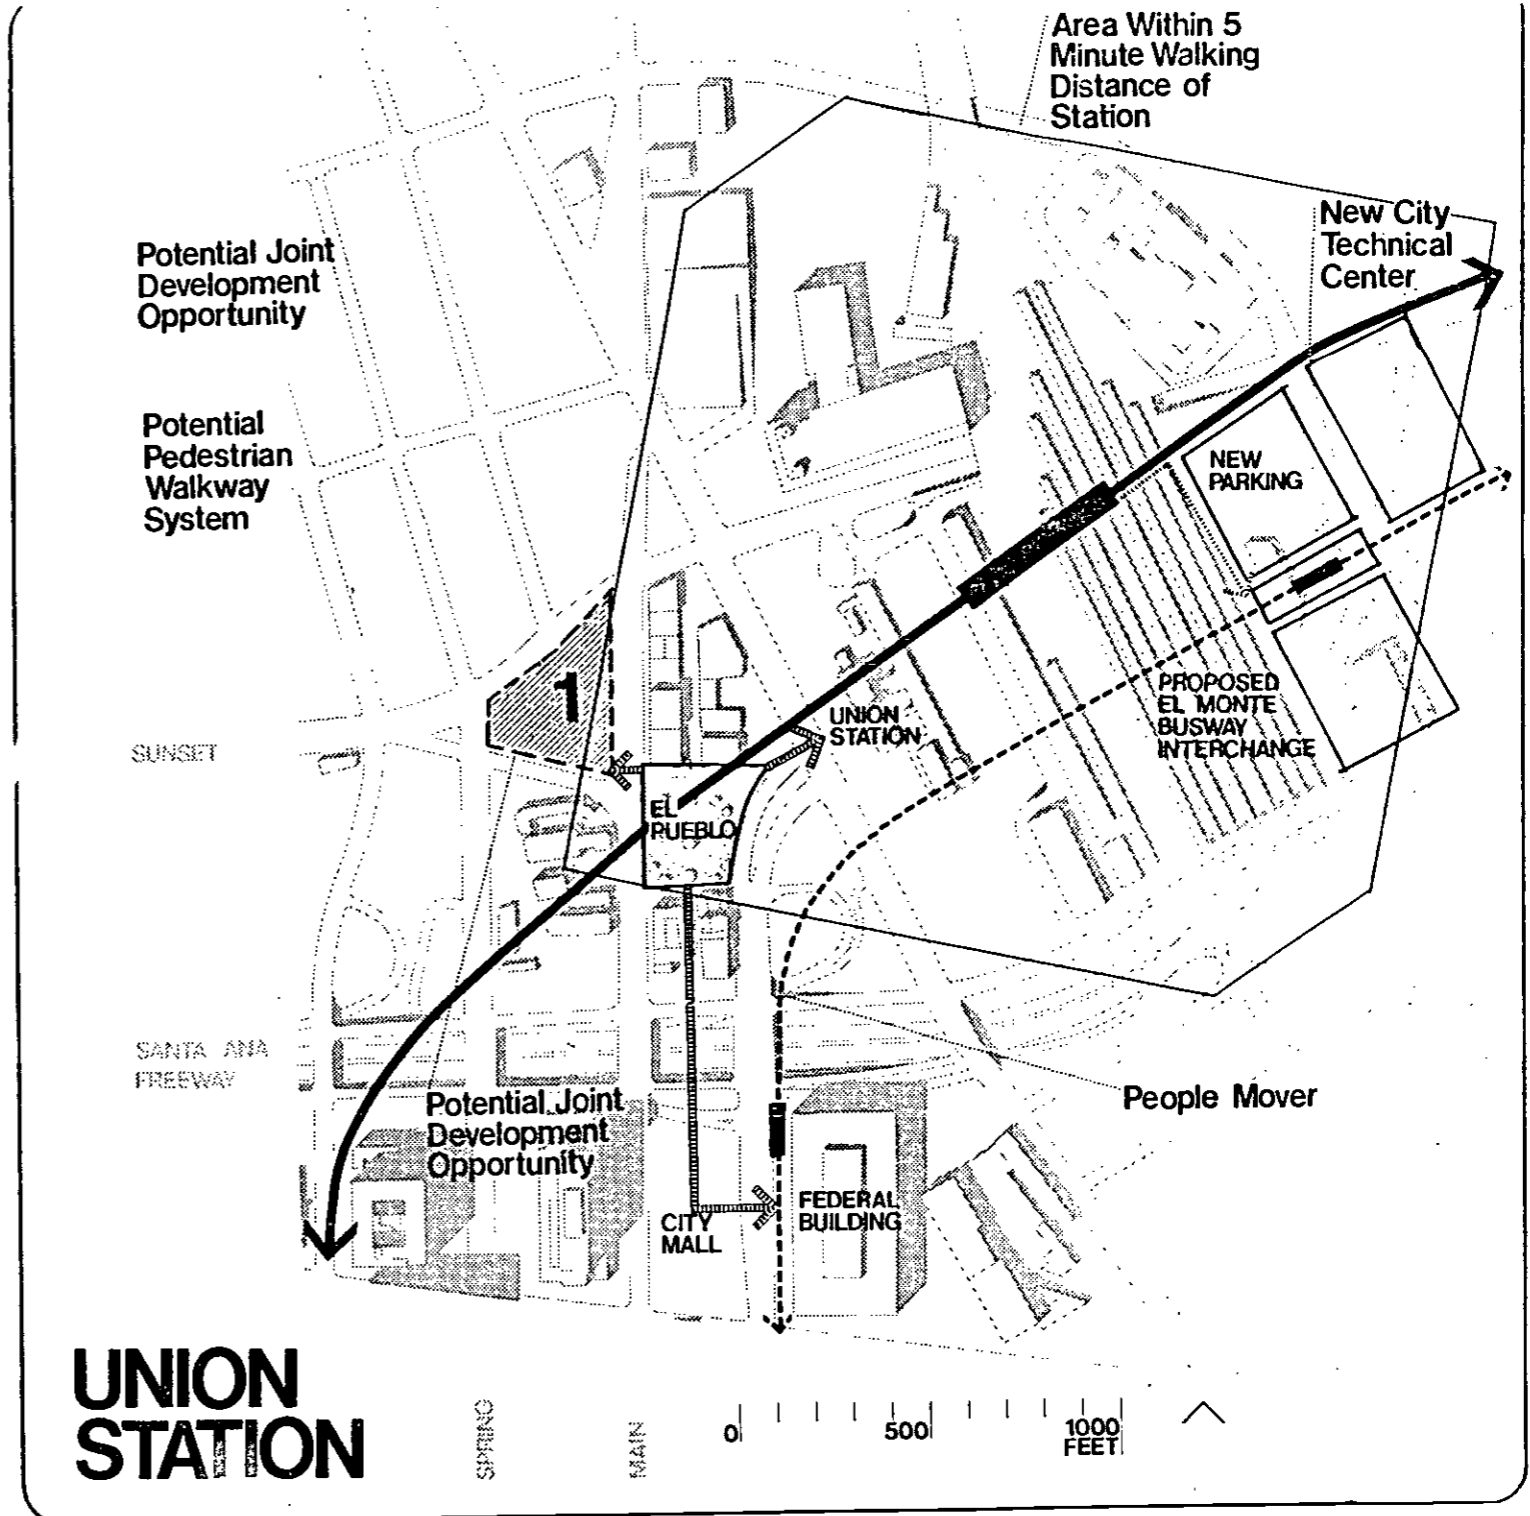 Area Within 5
Minute Walking
Distance of
Station
New City
Technical
Center
Potential Joint
Development
Opportunity
Potential
Pedestrian
Walkway
System
NEW
PARKING
1
UNION
STATION
PROPOSED
EL MONTE
BUSWAY
INTERCHANGE
SUNSET
EL
PUEBLO
SANTA ANA
FREEWAY
Potential Joint
Development
Opportunity
People Mover
FEDERAL
BUILDING
CITY
MALL
UNION
STATION
SPRING
MAIN
0
500
1000
FEET